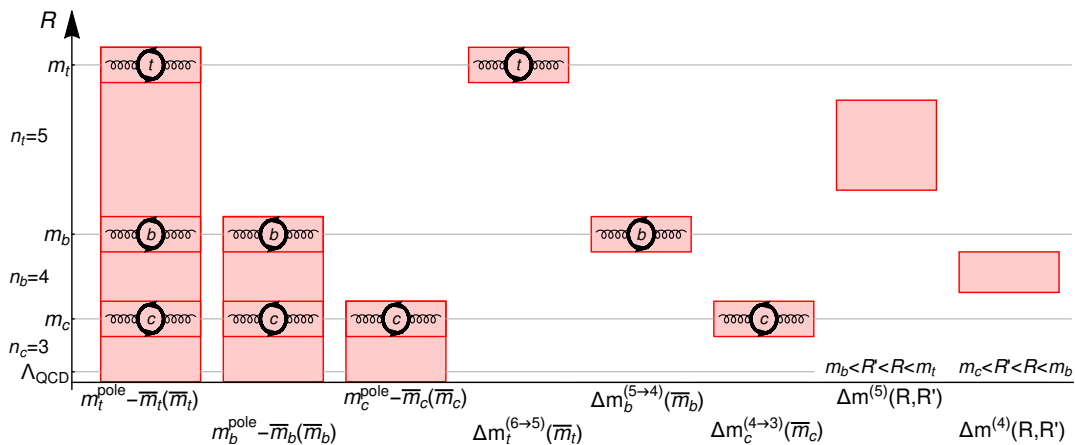 R
m_t
t
t
n_t=5
m_b
b
b
b
n_b=4
m_c
c
c
c
c
n_c=3
Λ_QCD
m_b<R'<R<m_t
m_c<R'<R<m_b
m_t^pole−m̅_t(m̅_t)
m_c^pole−m̅_c(m̅_c)
Δm_b^(5→4)(m̅_b)
Δm^(5)(R,R')
m_b^pole−m̅_b(m̅_b)
Δm_t^(6→5)(m̅_t)
Δm_c^(4→3)(m̅_c)
Δm^(4)(R,R')